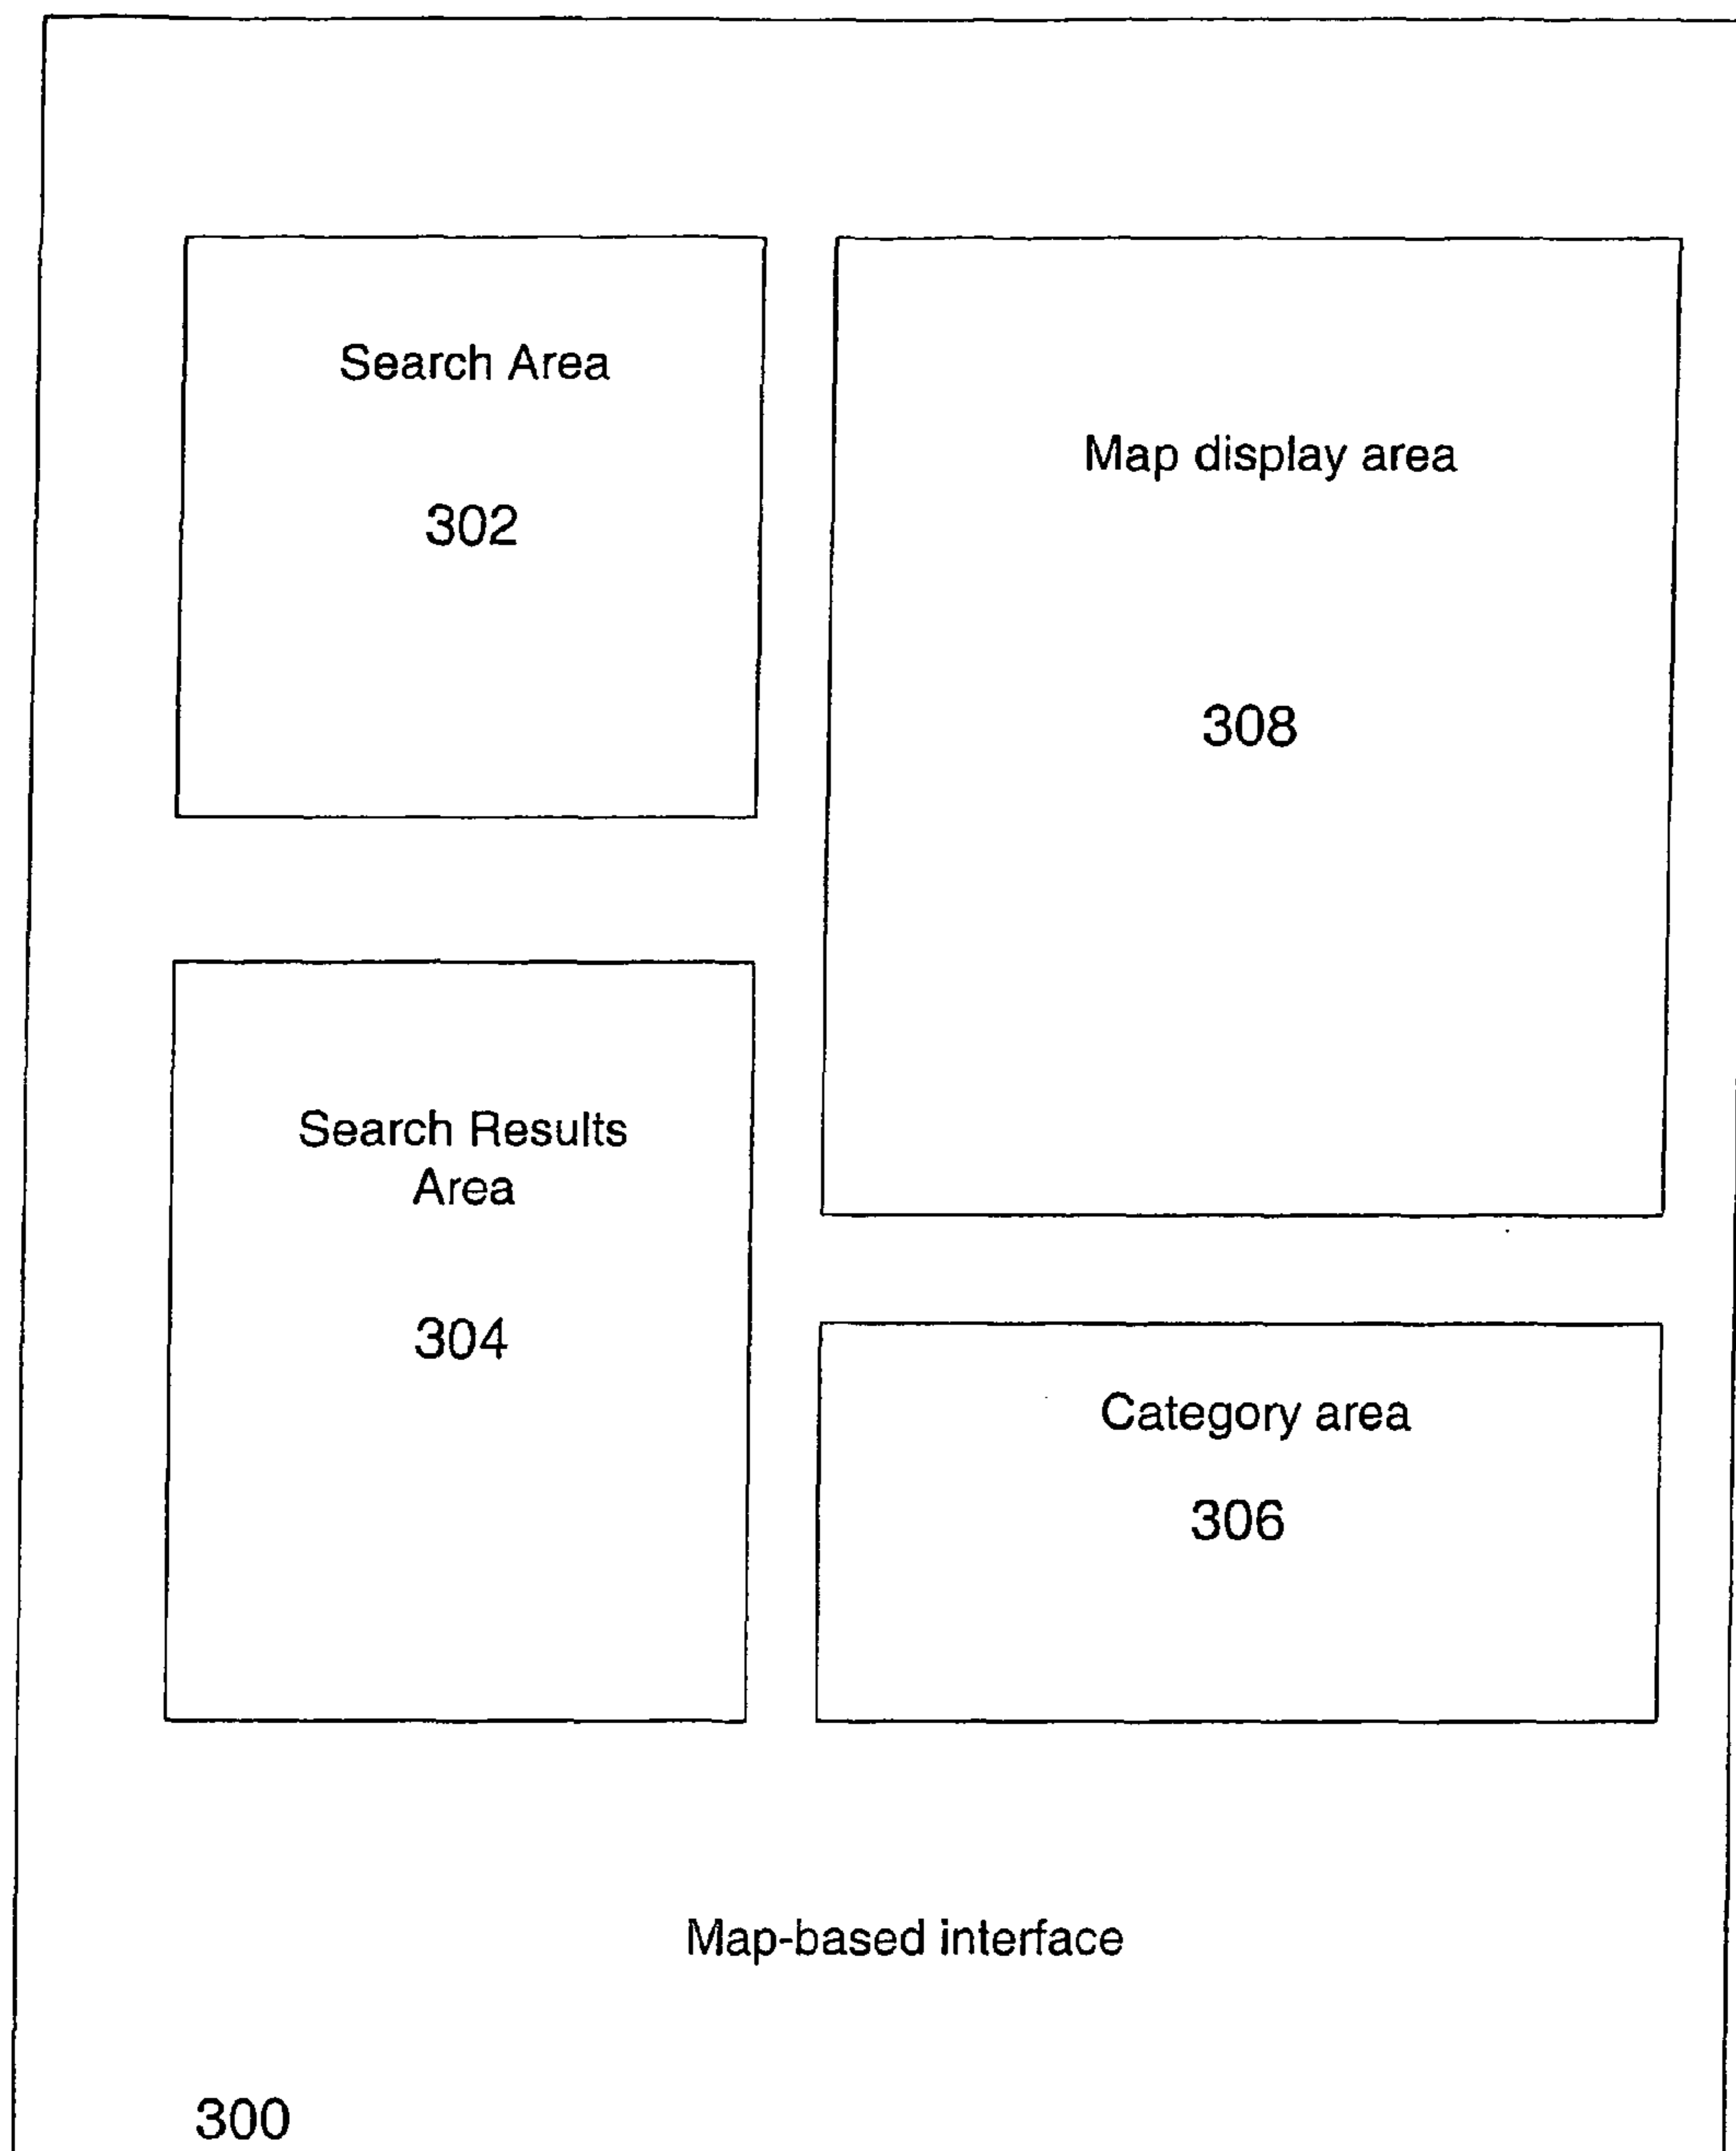 Search Area
302
Map display area
308
Search Results
Area
304
Category area
306
Map-based interface
300